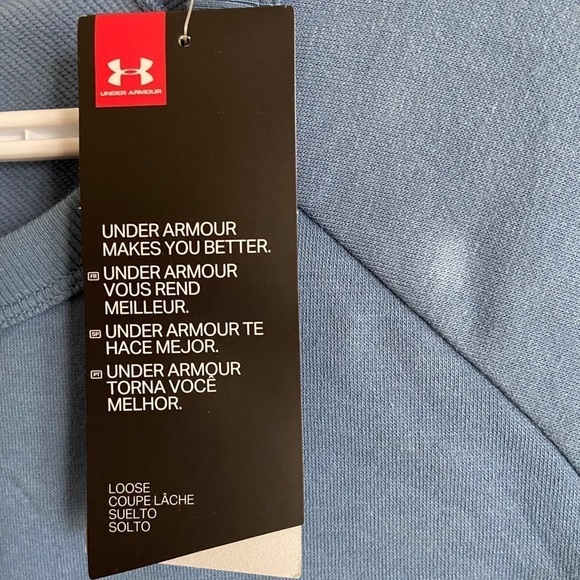 UNDER ARMOUR
UNDER ARMOUR
MAKES YOU BETTER.
FR UNDER ARMOUR
VOUS REND
MEILLEUR.
SP UNDER ARMOUR TE
HACE MEJOR.
PT UNDER ARMOUR
TORNA VOCÊ
MELHOR.
LOOSE
COUPE LÂCHE
SUELTO
SOLTO